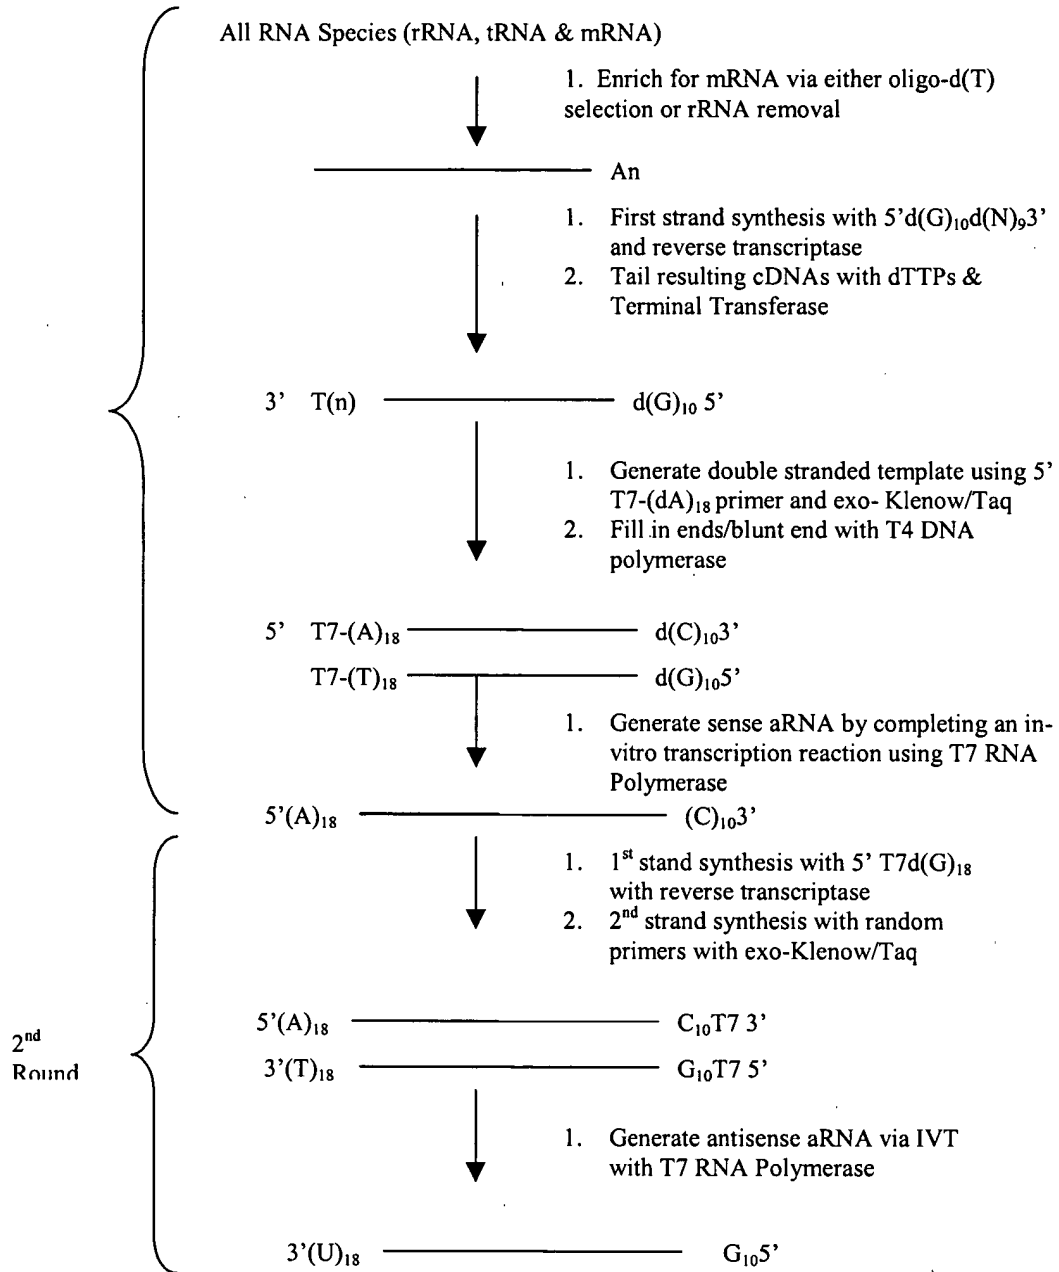 All RNA Species (rRNA, tRNA & mRNA)
1. Enrich for mRNA via either oligo-d(T)
selection or rRNA removal
An
1. First strand synthesis with 5’d(G)₁₀d(N)₉3’
and reverse transcriptase
2. Tail resulting cDNAs with dTTPs &
Terminal Transferase
3’ T(n) d(G)₁₀ 5’
1. Generate double stranded template using 5’
T7-(dA)₁₈ primer and exo- Klenow/Taq
2. Fill in ends/blunt end with T4 DNA
polymerase
5’ T7-(A)₁₈ d(C)₁₀3’
T7-(T)₁₈ d(G)₁₀5’
1. Generate sense aRNA by completing an in-
vitro transcription reaction using T7 RNA
Polymerase
5’(A)₁₈ (C)₁₀3’
1. 1ˢᵗ stand synthesis with 5’ T7d(G)₁₈
with reverse transcriptase
2. 2ⁿᵈ strand synthesis with random
primers with exo-Klenow/Taq
5’(A)₁₈ C₁₀T7 3’
2ⁿᵈ
Round
3’(T)₁₈ G₁₀T7 5’
1. Generate antisense aRNA via IVT
with T7 RNA Polymerase
3’(U)₁₈ G₁₀5’